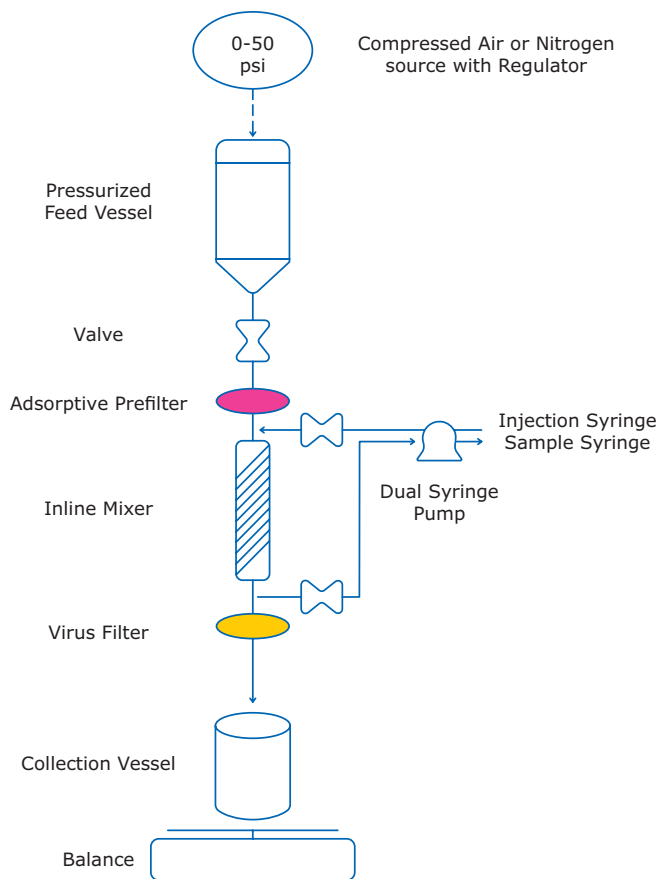 0-50
psi
Compressed Air or Nitrogen
source with Regulator
Pressurized
Feed Vessel
Valve
Adsorptive Prefilter
Injection Syringe
Sample Syringe
Dual Syringe
Pump
Inline Mixer
Virus Filter
Collection Vessel
Balance